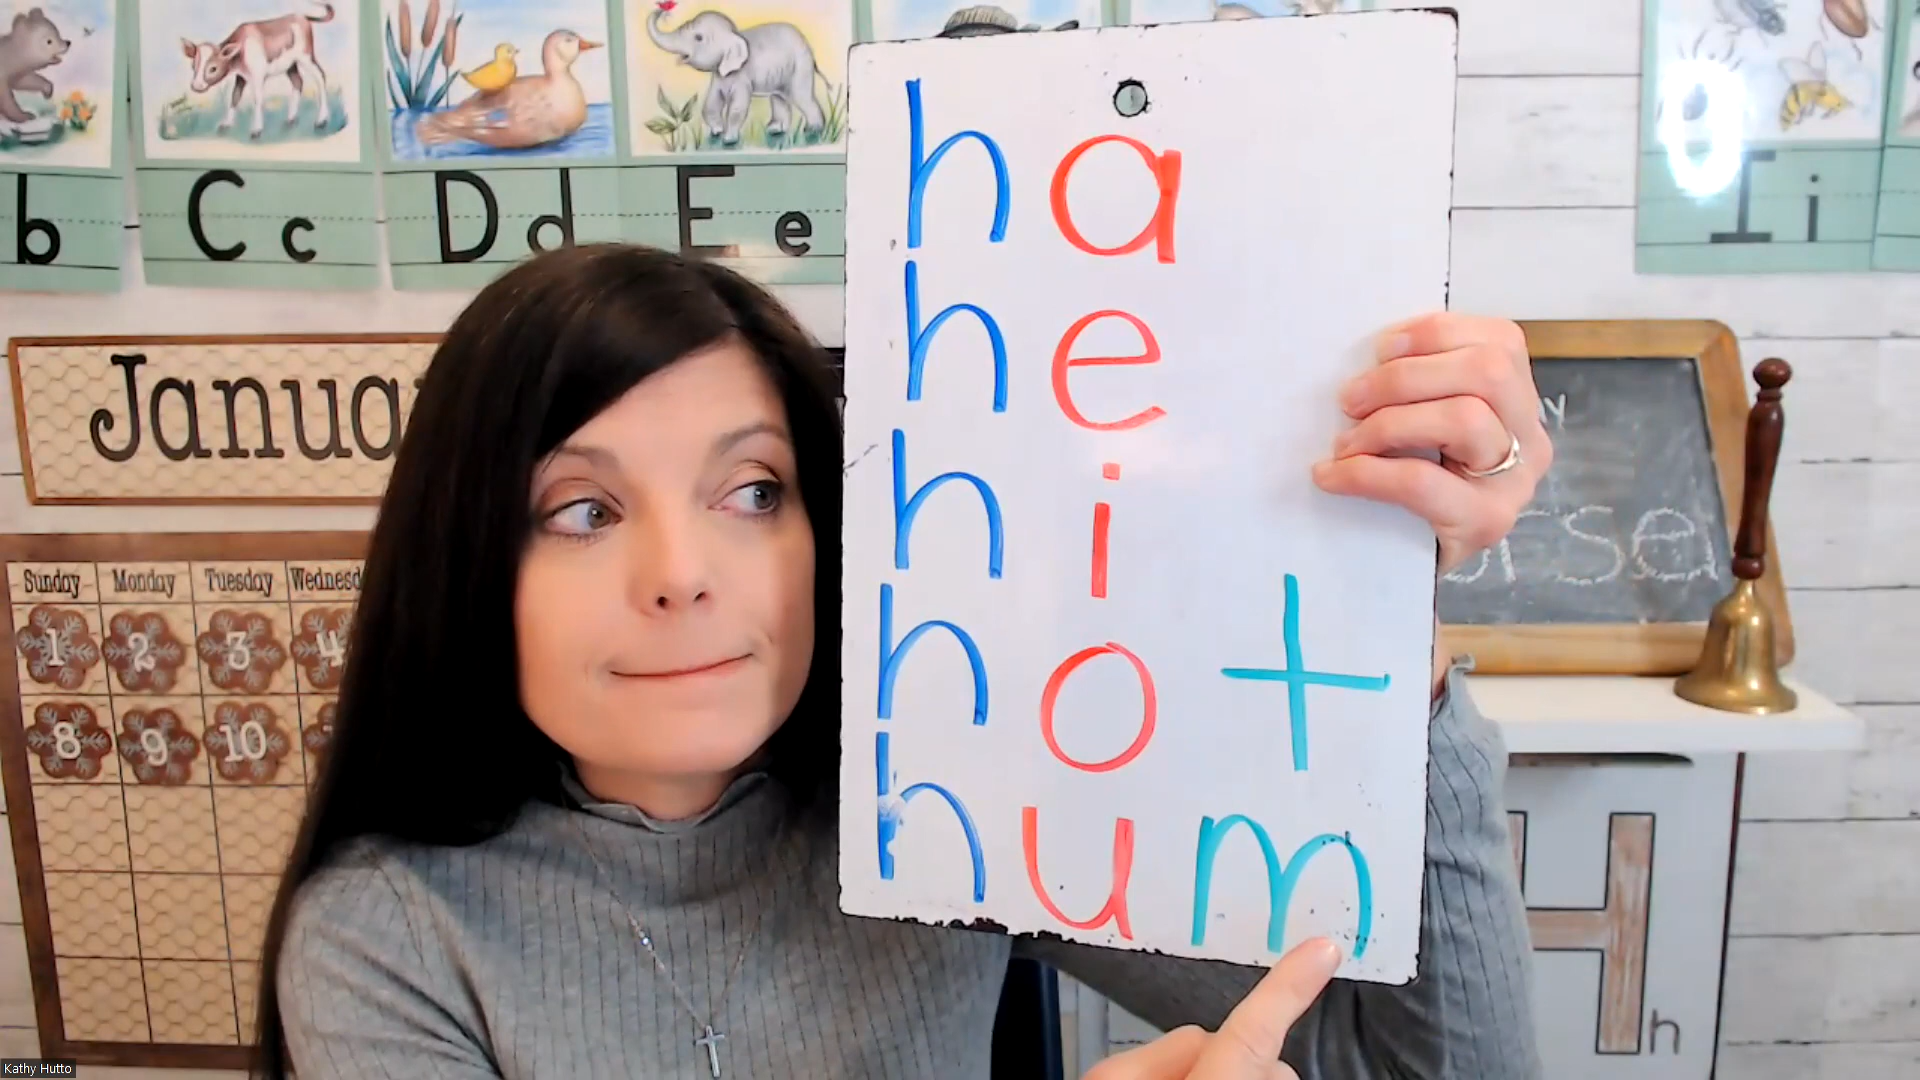 b
C c
D d
E e
I i
Janua
Sunday Monday Tuesday Wednesd
1 2 3 4
8 9 10
ha
he
hi
hot
hum
H h
Kathy Hutto